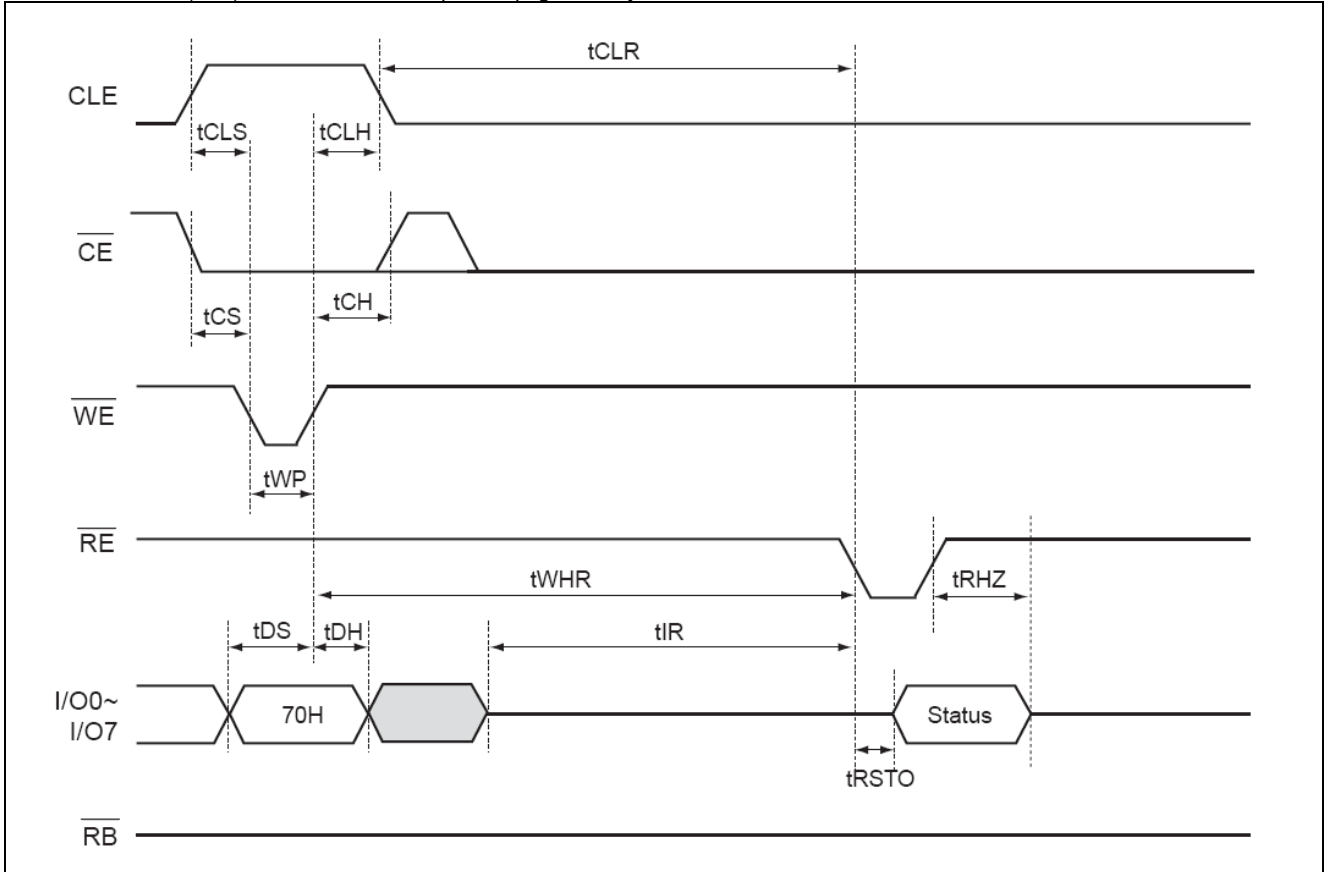 tCLR
CLE
tCLS
tCLH
CE
tCH
tCS
WE
tWP
RE
tWHR
tRHZ
tDS
tDH
tIR
I/O0~
I/O7
70H
Status
tRSTO
RB